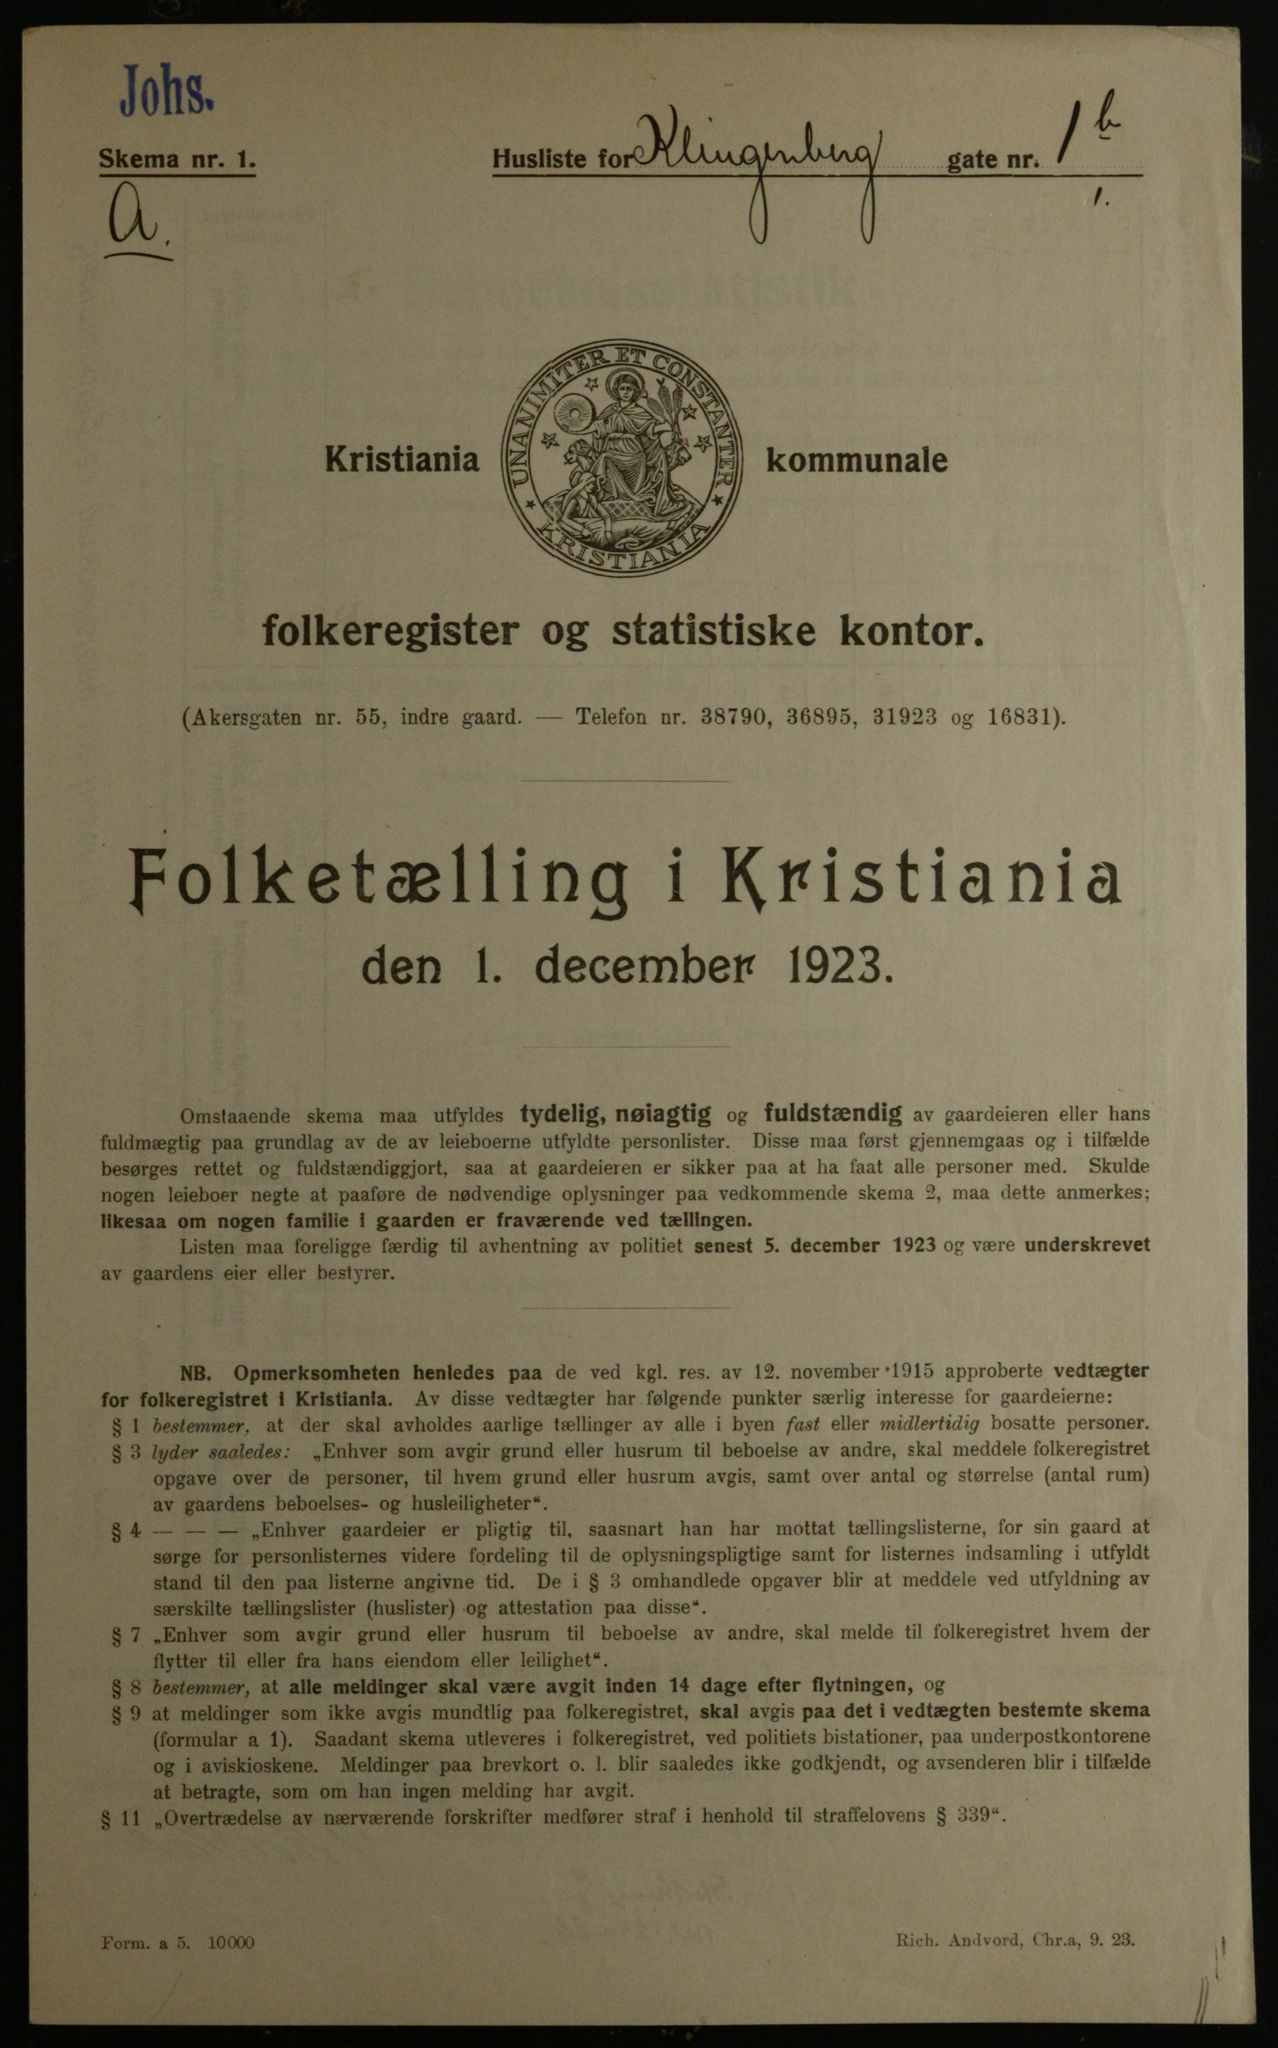 Johs.
Skema nr. 1.
Husliste for Klingenberg gate nr. 1 b
1.
A.
UNANIMITER ET CONSTANTER
KRISTIANIA
Kristiania kommunale
folkeregister og statistiske kontor.
(Akersgaten nr. 55, indre gaard. — Telefon nr. 38790, 36895, 31923 og 16831).
Folketælling i Kristiania
den 1. december 1923.
Omstaaende skema maa utfyldes tydelig, nøiagtig og fuldstændig av gaardeieren eller hans
fuldmægtig paa grundlag av de av leieboerne utfyldte personlister. Disse maa først gjennemgaas og i tilfælde
besørges rettet og fuldstændiggjort, saa at gaardeieren er sikker paa at ha faat alle personer med. Skulde
nogen leieboer negte at paaføre de nødvendige oplysninger paa vedkommende skema 2, maa dette anmerkes;
likesaa om nogen familie i gaarden er fraværende ved tællingen.
Listen maa foreligge færdig til avhentning av politiet senest 5. december 1923 og være underskrevet
av gaardens eier eller bestyrer.
NB. Opmerksomheten henledes paa de ved kgl. res. av 12. november 1915 approberte vedtægter
for folkeregistret i Kristiania. Av disse vedtægter har følgende punkter særlig interesse for gaardeierne:
§ 1 bestemmer, at der skal avholdes aarlige tællinger av alle i byen fast eller midlertidig bosatte personer.
§ 3 lyder saaledes: „Enhver som avgir grund eller husrum til beboelse av andre, skal meddele folkeregistret
opgave over de personer, til hvem grund eller husrum avgis, samt over antal og størrelse (antal rum)
av gaardens beboelses- og husleiligheter“.
§ 4 — — — „Enhver gaardeier er pligtig til, saasnart han har mottat tællingslisterne, for sin gaard at
sørge for personlisternes videre fordeling til de oplysningspligtige samt for listernes indsamling i utfyldt
stand til den paa listerne angivne tid. De i § 3 omhandlede opgaver blir at meddele ved utfyldning av
særskilte tællingslister (huslister) og attestation paa disse“.
§ 7 „Enhver som avgir grund eller husrum til beboelse av andre, skal melde til folkeregistret hvem der
flytter til eller fra hans eiendom eller leilighet“.
§ 8 bestemmer, at alle meldinger skal være avgit inden 14 dage efter flytningen, og
§ 9 at meldinger som ikke avgis mundtlig paa folkeregistret, skal avgis paa det i vedtægten bestemte skema
(formular a 1). Saadant skema utleveres i folkeregistret, ved politiets bistationer, paa underpostkontorene
og i aviskioskene. Meldinger paa brevkort o. l. blir saaledes ikke godkjendt, og avsenderen blir i tilfælde
at betragte, som om han ingen melding har avgit.
§ 11 „Overtrædelse av nærværende forskrifter medfører straf i henhold til straffelovens § 339“.
Form. a 5. 10000
Rich. Andvord, Chr.a, 9. 23.